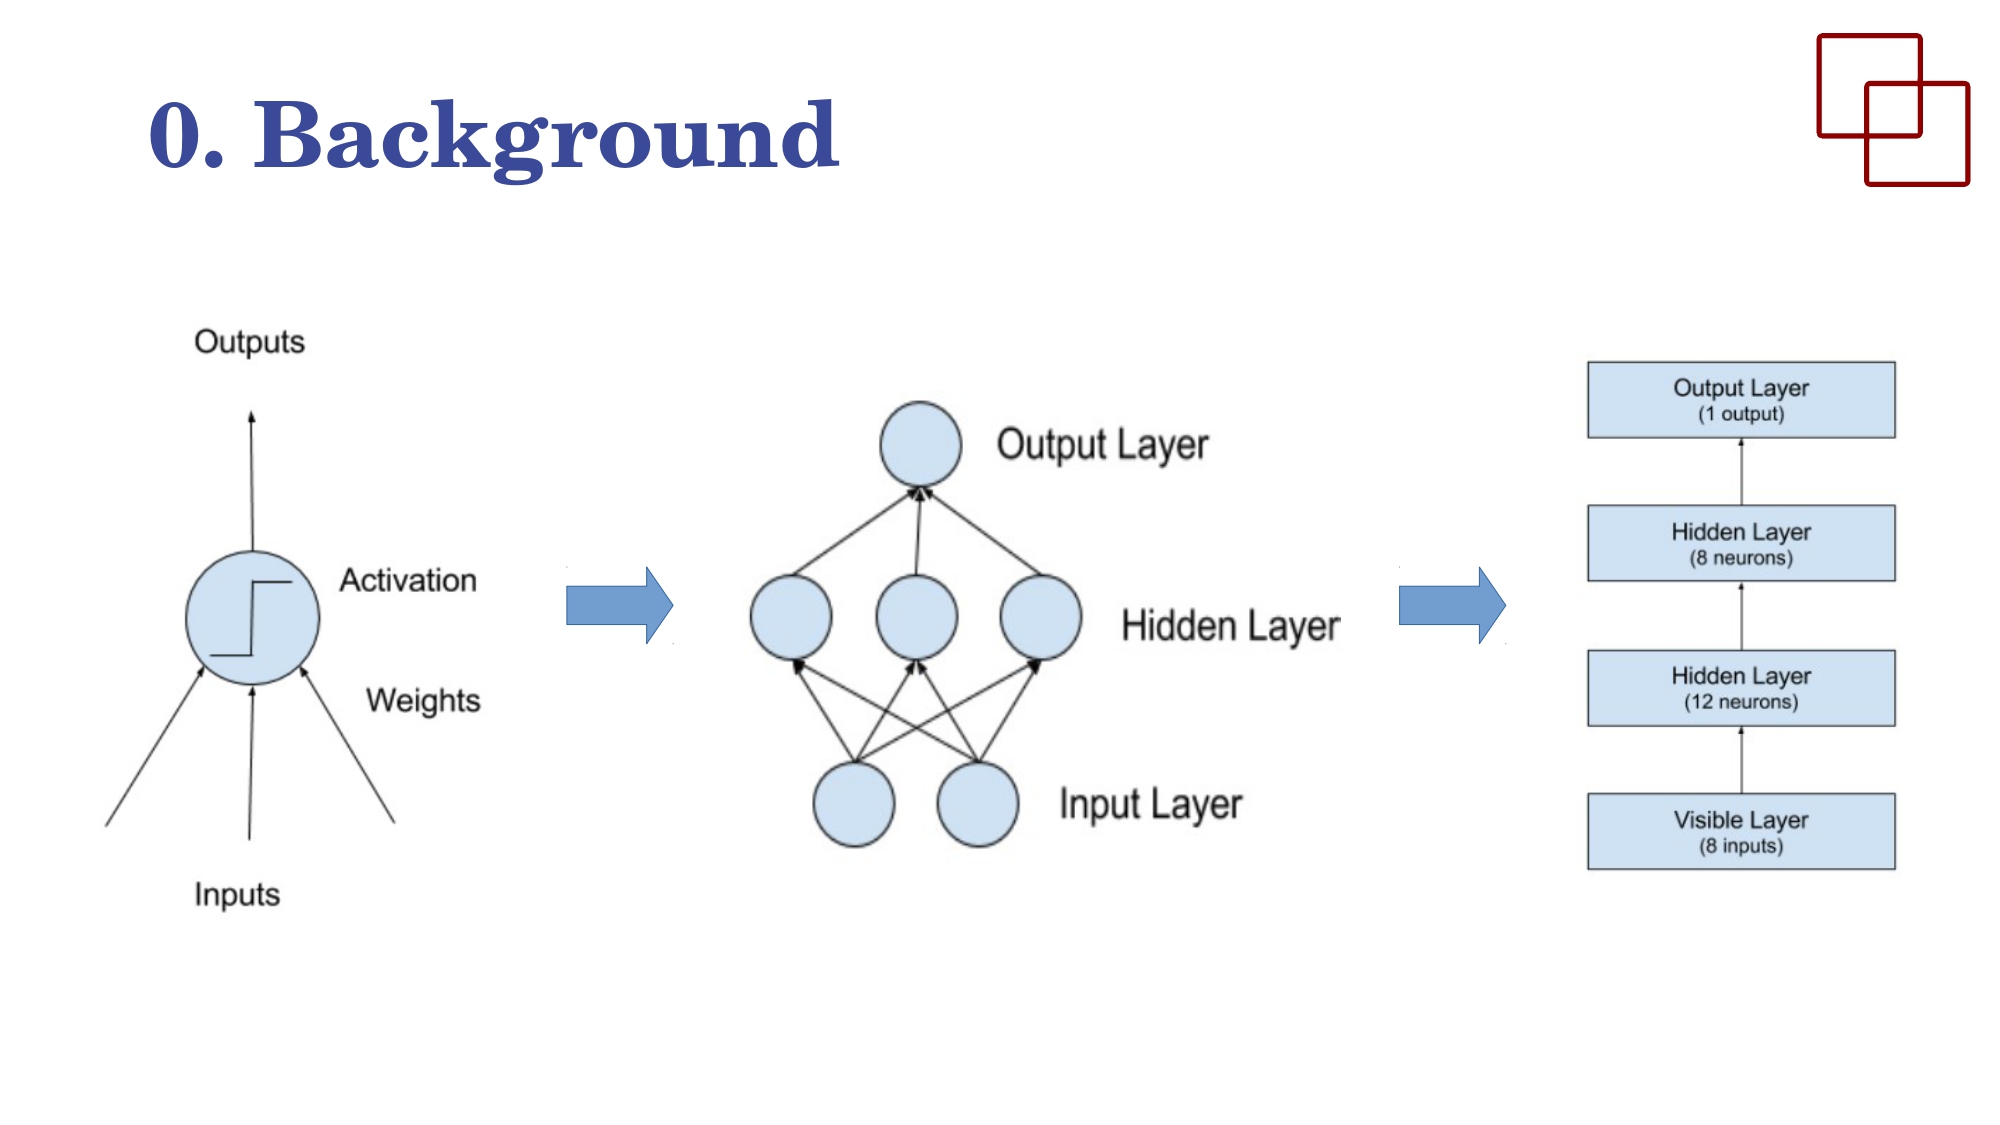 0. Background
Outputs
Activation
Weights
Inputs
Output Layer
Hidden Layer
Input Layer
Output Layer
(1 output)
Hidden Layer
(8 neurons)
Hidden Layer
(12 neurons)
Visible Layer
(8 inputs)